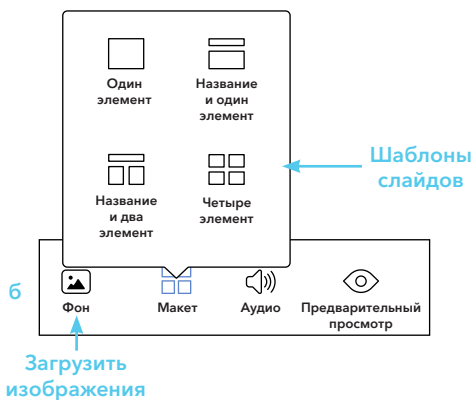 Один
элемент
Название
и один
элемент
Название
и два
элемент
Четыре
элемент
Шаблоны
слайдов
б
Фон
Макет
Аудио
Предварительный
просмотр
Загрузить
изображения